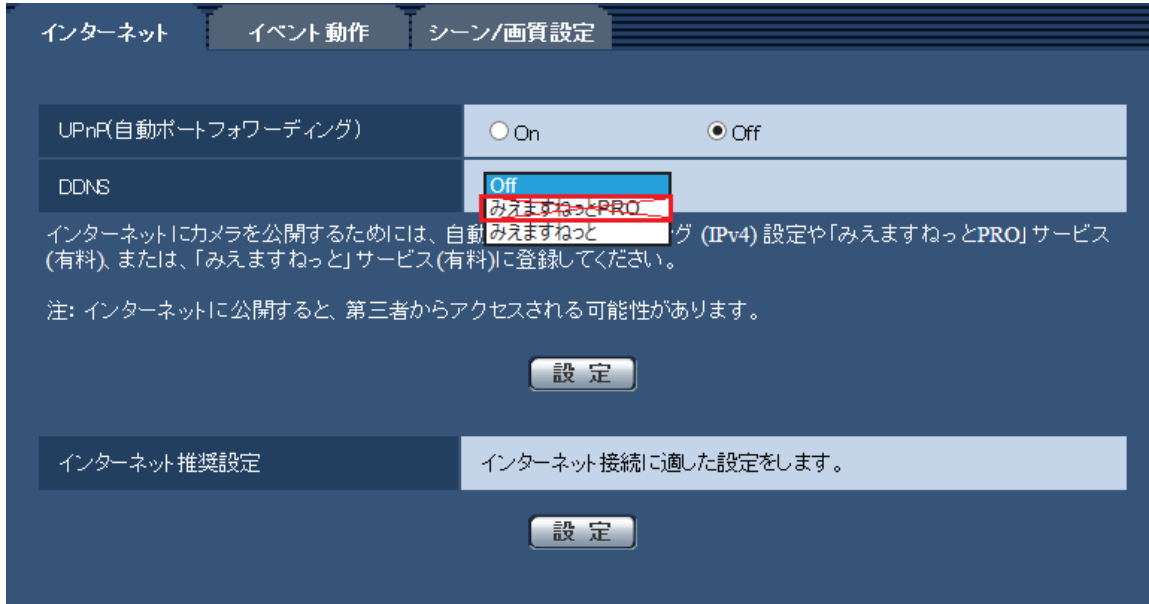 インターネット イベント動作 シーン/画質設定
UPnP(自動ポートフォワーディング) On Off
DDNS
Off
みえますねっとPRO
みえますねっと
インターネットにカメラを公開するためには、自動 グ (IPv4) 設定や「みえますねっとPRO」サービス
(有料)、または、「みえますねっと」サービス(有料)に登録してください。
注: インターネットに公開すると、第三者からアクセスされる可能性があります。
設 定
インターネット推奨設定 インターネット接続に適した設定をします。
設 定